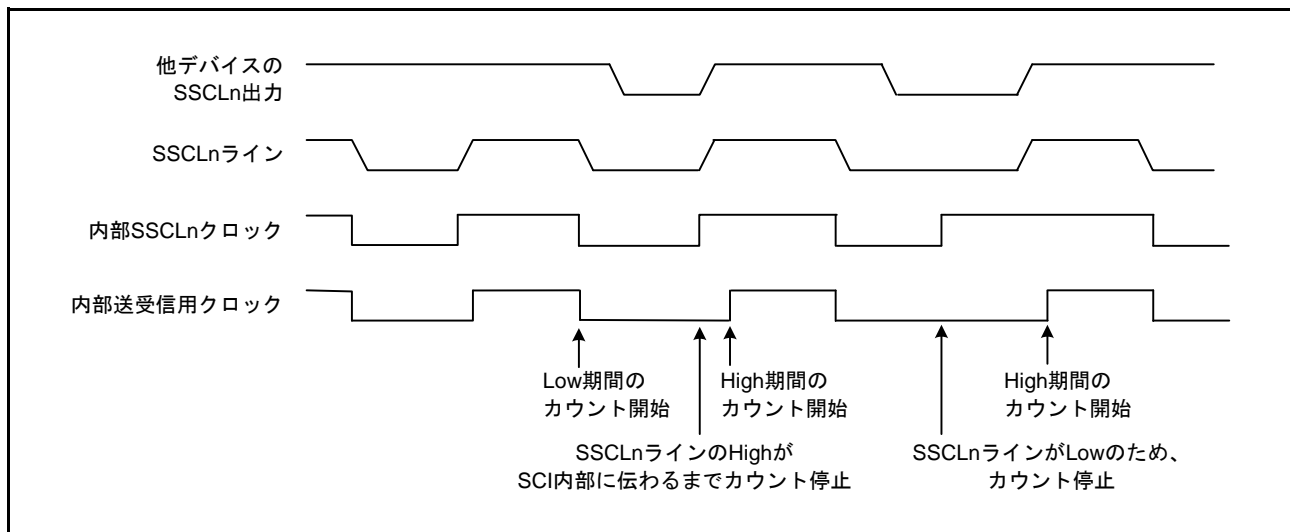 他デバイスの
SSCLn出力
SSCLnライン
内部SSCLnクロック
内部送受信用クロック
Low期間の
カウント開始
High期間の
カウント開始
High期間の
カウント開始
SSCLnラインのHighが
SCI内部に伝わるまでカウント停止
SSCLnラインがLowのため、
カウント停止